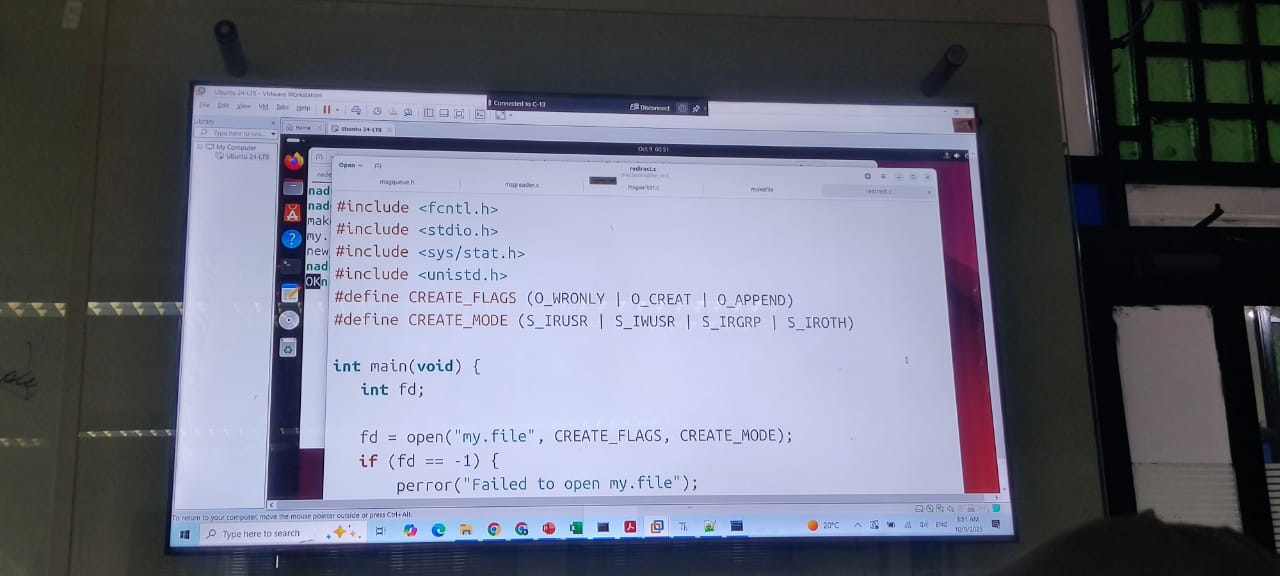 Ubuntu 24-LTS - VMware Workstation
File Edit View VM Tabs Help
Connected to C-13
Disconnect
Library
Type here to sea...
My Computer
Ubuntu 24-LTS
Home
Ubuntu 24-LTS
Oct 9 00:51
Open
redirect.c
msgqueue.h
msgreader.c
msgwriter.c
makefile
redirect.c
nad
nad
mak
my.
new
nad
OKn
#include <fcntl.h>
#include <stdio.h>
#include <sys/stat.h>
#include <unistd.h>
#define CREATE_FLAGS (O_WRONLY | O_CREAT | O_APPEND)
#define CREATE_MODE (S_IRUSR | S_IWUSR | S_IRGRP | S_IROTH)
int main(void) {
int fd;
fd = open("my.file", CREATE_FLAGS, CREATE_MODE);
if (fd == -1) {
perror("Failed to open my.file");
To return to your computer, move the mouse pointer outside or press Ctrl+Alt.
Type here to search
20°C
ENG
8:51 AM
10/9/2025